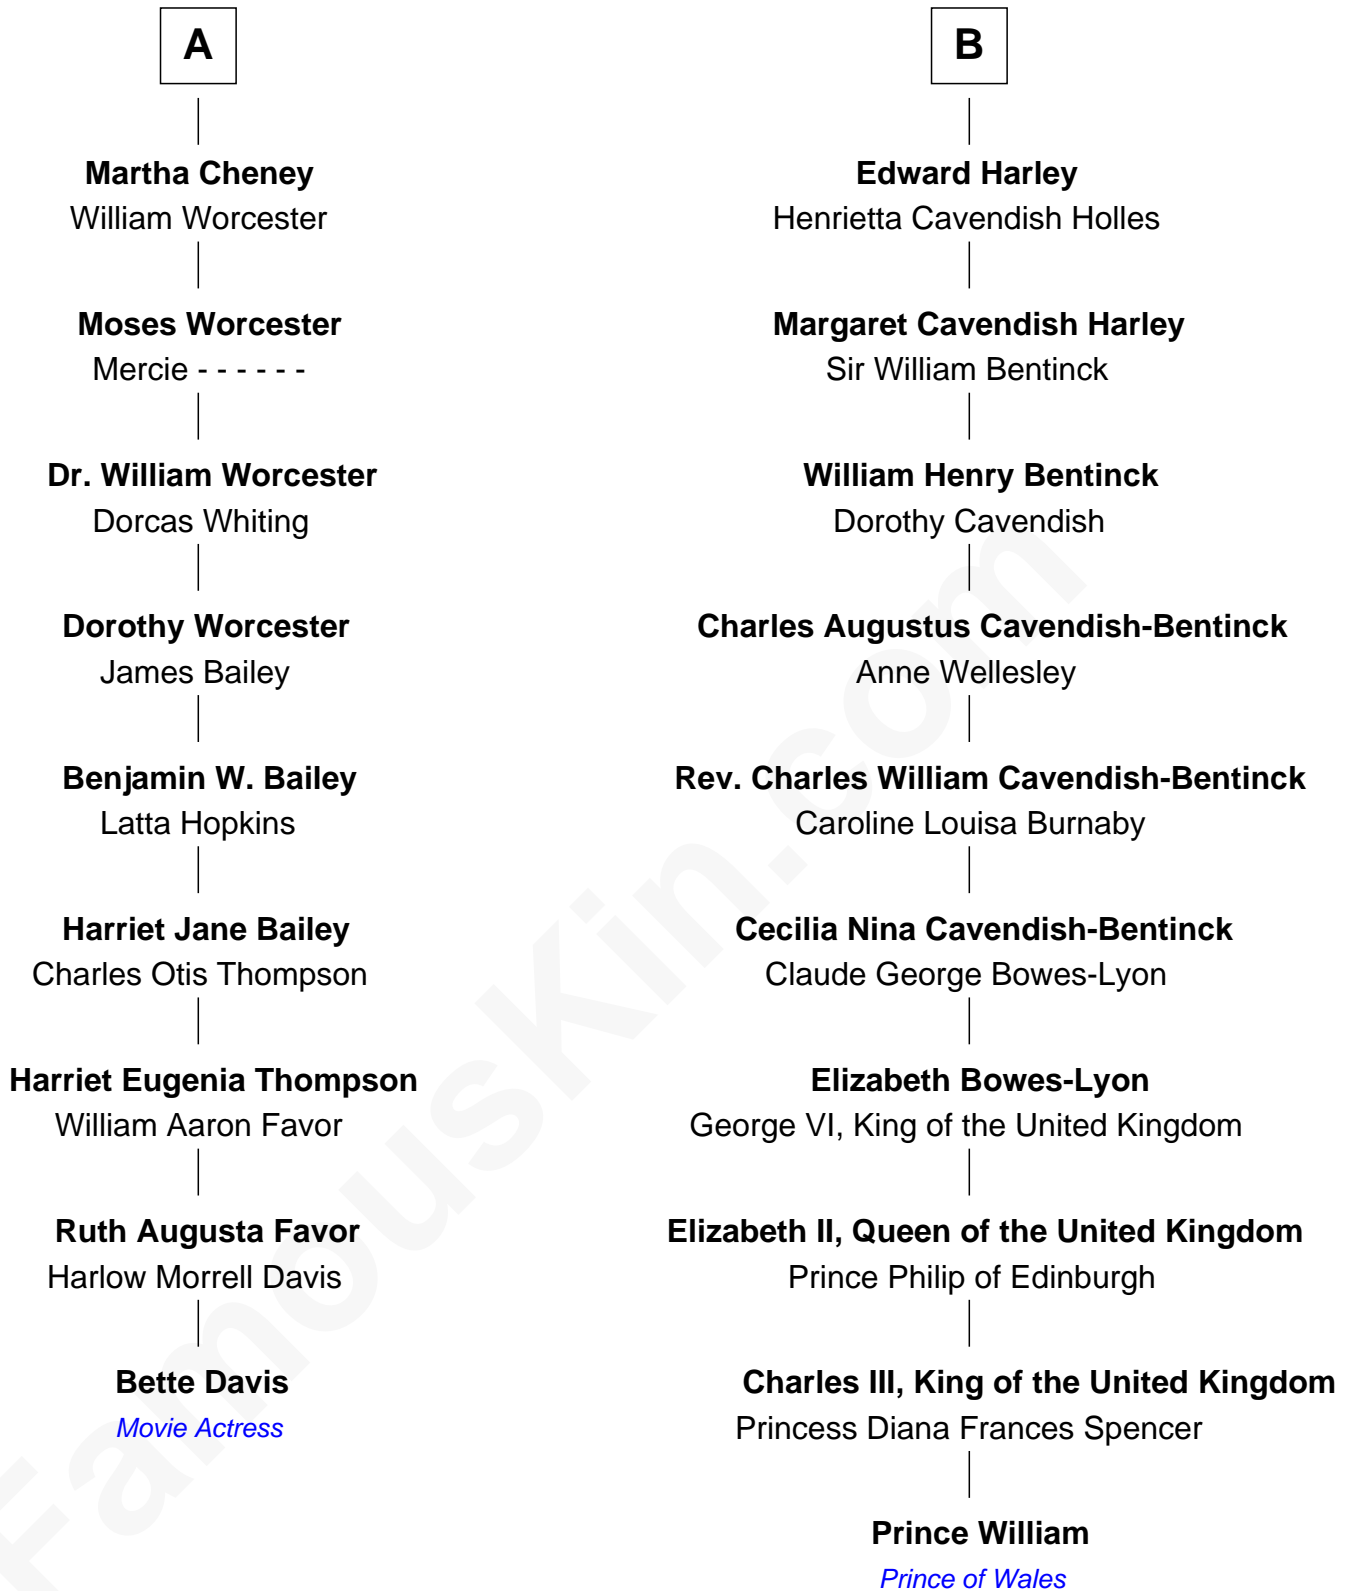 A
Martha Cheney
William Worcester
Moses Worcester
Mercie - - - - - -
Dr. William Worcester
Dorcas Whiting
Dorothy Worcester
James Bailey
Benjamin W. Bailey
Latta Hopkins
Harriet Jane Bailey
Charles Otis Thompson
Harriet Eugenia Thompson
William Aaron Favor
Ruth Augusta Favor
Harlow Morrell Davis
Bette Davis
Movie Actress
B
Edward Harley
Henrietta Cavendish Holles
Margaret Cavendish Harley
Sir William Bentinck
William Henry Bentinck
Dorothy Cavendish
Charles Augustus Cavendish-Bentinck
Anne Wellesley
Rev. Charles William Cavendish-Bentinck
Caroline Louisa Burnaby
Cecilia Nina Cavendish-Bentinck
Claude George Bowes-Lyon
Elizabeth Bowes-Lyon
George VI, King of the United Kingdom
Elizabeth II, Queen of the United Kingdom
Prince Philip of Edinburgh
Charles III, King of the United Kingdom
Princess Diana Frances Spencer
Prince William
Prince of Wales
FamousKin.com